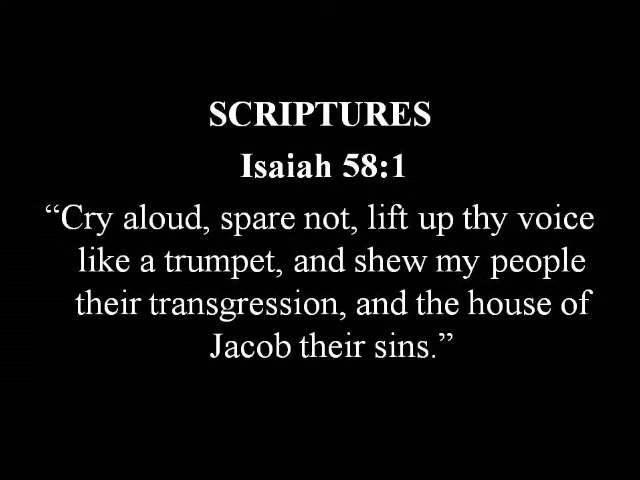 SCRIPTURES
Isaiah 58:1
“Cry aloud, spare not, lift up thy voice
like a trumpet, and shew my people
their transgression, and the house of
Jacob their sins.”